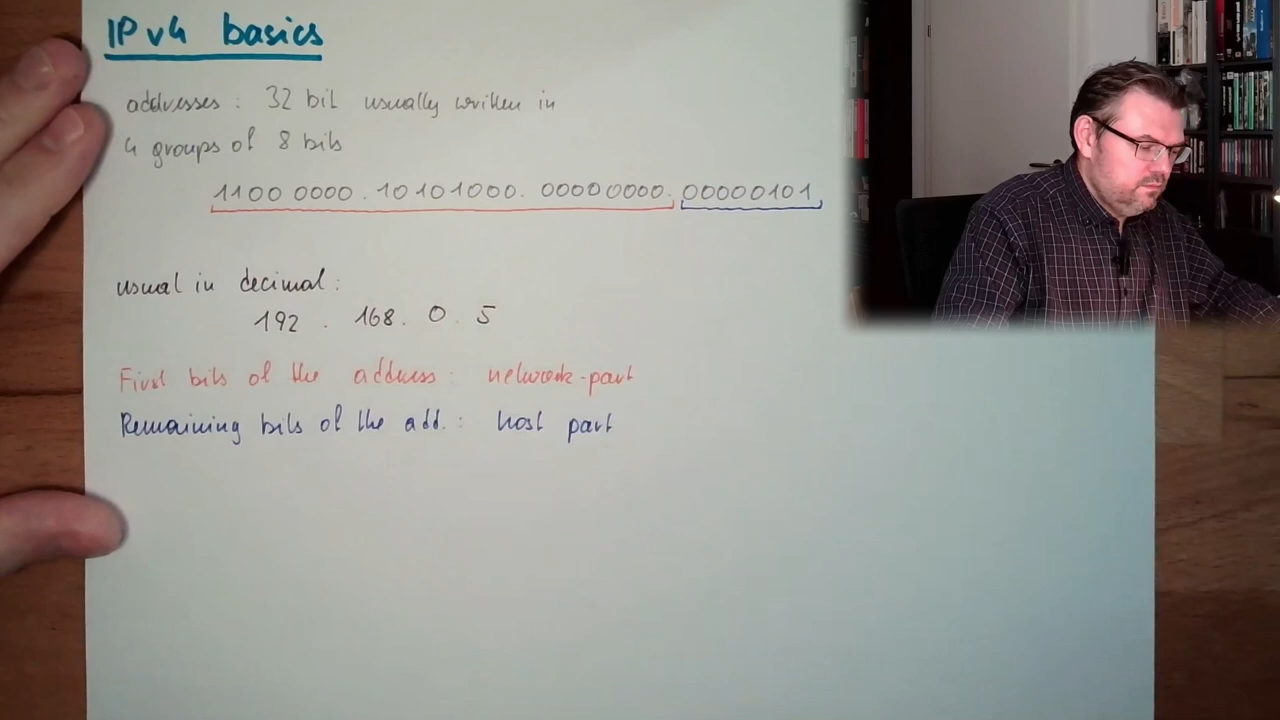 IPv4 basics
addresses : 32 bit usually written in
4 groups of 8 bits
1100 0000 . 10101000. 00000000. 00000101
usual in decimal :
192 . 168. 0 . 5
First bits of the address : network-part
Remaining bits of the add. : host part